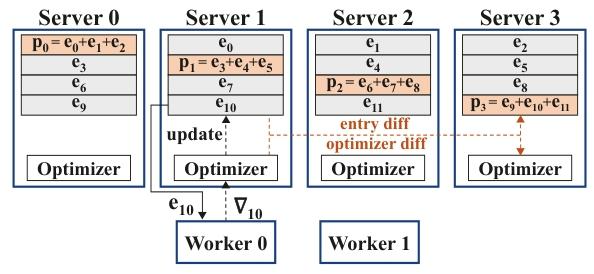 Server 0
Server 1
Server 2
Server 3
p0 = e0+e1+e2
e3
e6
e9
Optimizer
e0
p1 = e3+e4+e5
e7
e10
update
Optimizer
e1
e4
p2 = e6+e7+e8
e11
Optimizer
e2
e5
e8
p3 = e9+e10+e11
Optimizer
entry diff
optimizer diff
e10
∇10
Worker 0
Worker 1